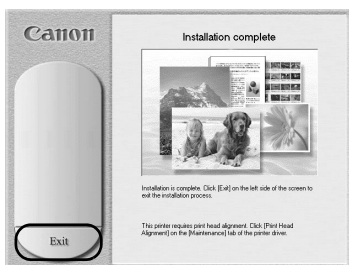 Canon
Installation complete
Installation is complete. Click [Exit] on the left side of the screen to
exit the installation process.
This printer requires print head alignment. Click [Print Head
Alignment] on the [Maintenance] tab of the printer driver.
Exit